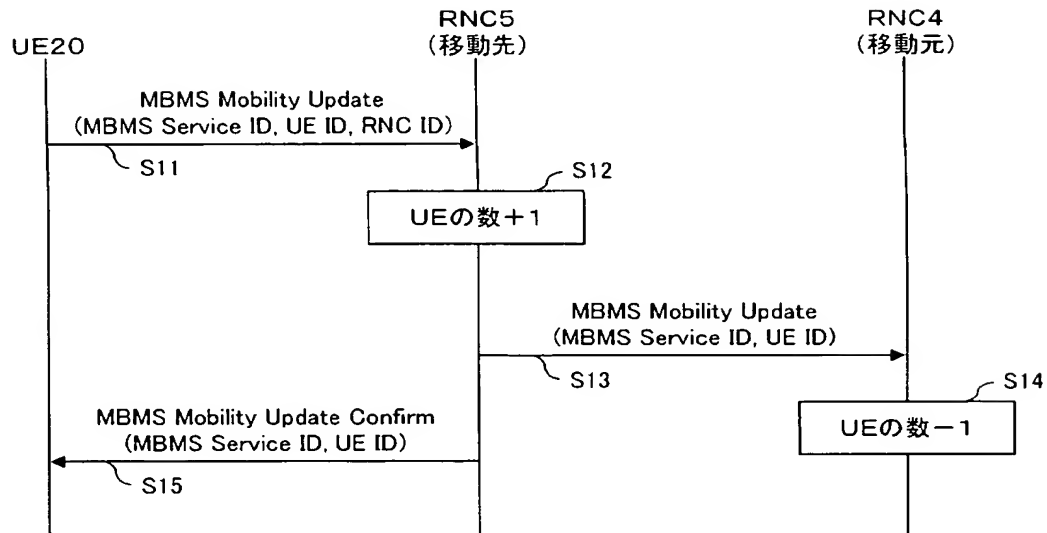 UE20
RNC5
(移動先)
RNC4
(移動元)
MBMS Mobility Update
(MBMS Service ID, UE ID, RNC ID)
S11
S12
UEの数+1
MBMS Mobility Update
(MBMS Service ID, UE ID)
S13
S14
UEの数-1
MBMS Mobility Update Confirm
(MBMS Service ID, UE ID)
S15